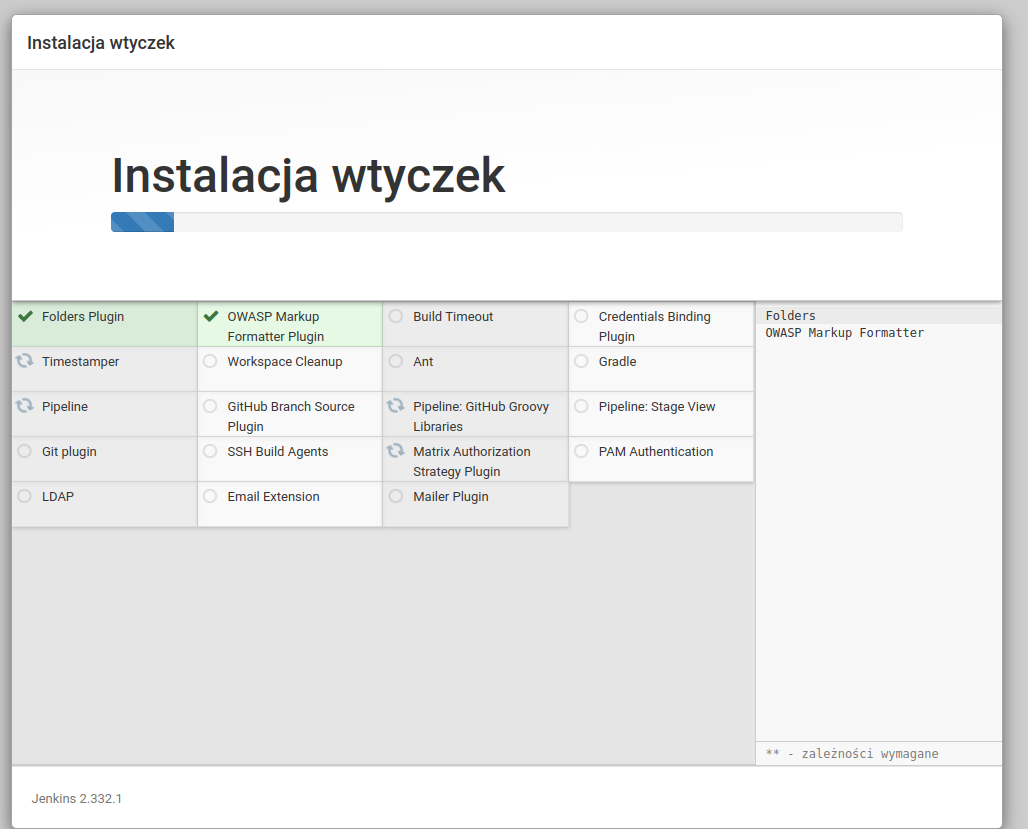 Instalacja wtyczek
Instalacja wtyczek
Folders Plugin
OWASP Markup
Formatter Plugin
Build Timeout
Credentials Binding
Plugin
Timestamper
Workspace Cleanup
Ant
Gradle
Pipeline
GitHub Branch Source
Plugin
Pipeline: GitHub Groovy
Libraries
Pipeline: Stage View
Git plugin
SSH Build Agents
Matrix Authorization
Strategy Plugin
PAM Authentication
LDAP
Email Extension
Mailer Plugin
Folders
OWASP Markup Formatter
** - zależności wymagane
Jenkins 2.332.1